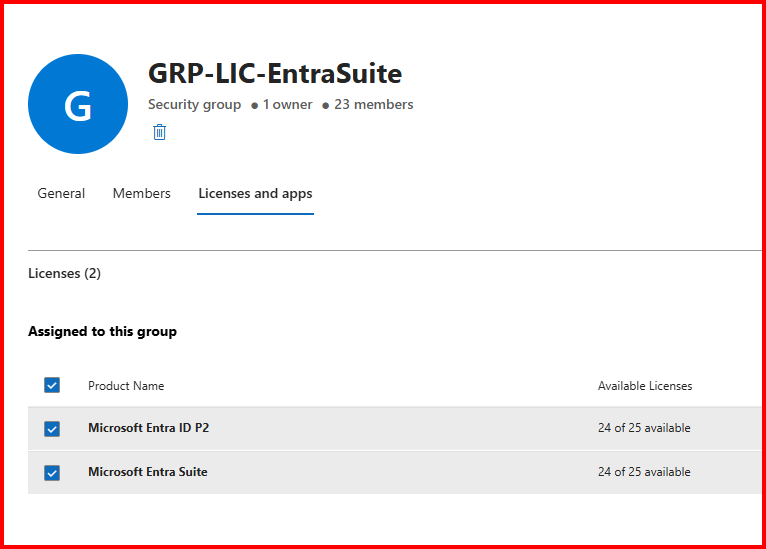 G
GRP-LIC-EntraSuite
Security group ● 1 owner ● 23 members
General Members Licenses and apps
Licenses (2)
Assigned to this group
Product Name Available Licenses
Microsoft Entra ID P2 24 of 25 available
Microsoft Entra Suite 24 of 25 available